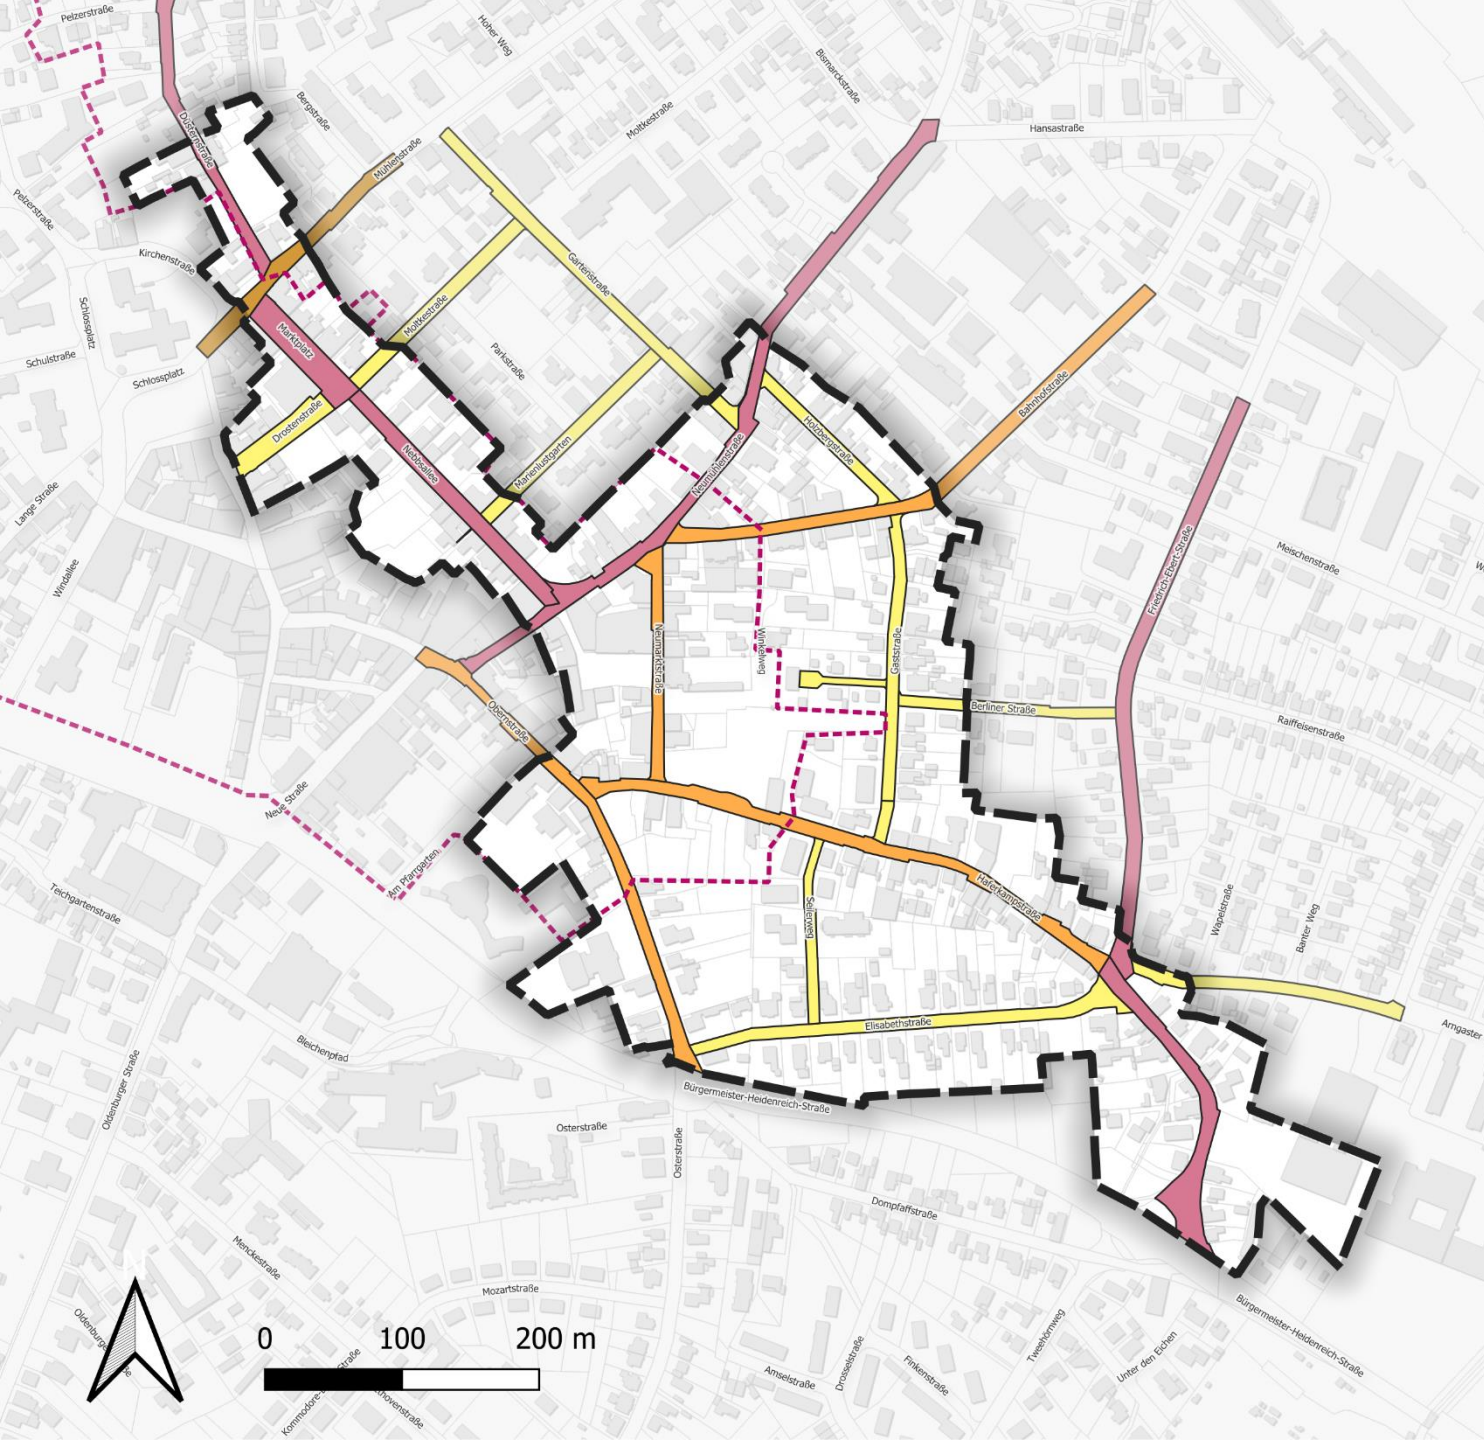 Pelzerstraße
Hoher Weg
Bismarckstraße
Bergstraße
Moltkestraße
Hansastraße
Düsternstraße
Mühlenstraße
Pelzerstraße
Kirchenstraße
Gartenstraße
Schlossplatz
Moltkestraße
Marktplatz
Schulstraße
Schlossplatz
Parkstraße
Bahnhofstraße
Drostenstraße
Holzbergstraße
Nebbsallee
Marienlustgarten
Neumühlenstraße
Lange Straße
Windallee
Meischenstraße
Friedrich-Ebert-Straße
Neumarktstraße
Winkelweg
Gaststraße
Obernstraße
Berliner Straße
Raiffeisenstraße
Neue Straße
Am Pfarrgarten
Teichgartenstraße
Haferkampstraße
Seilerweg
Wapelstraße
Banter Weg
Elisabethstraße
Arngaster
Bleichenpfad
Oldenburger Straße
Bürgermeister-Heidenreich-Straße
Osterstraße
Osterstraße
Dompfaffstraße
Menckestraße
Mozartstraße
Bürgermeister-Heidenreich-Straße
Tweehörnweg
Unter den Eichen
Drosselstraße
Finkenstraße
Amselstraße
0 100 200 m